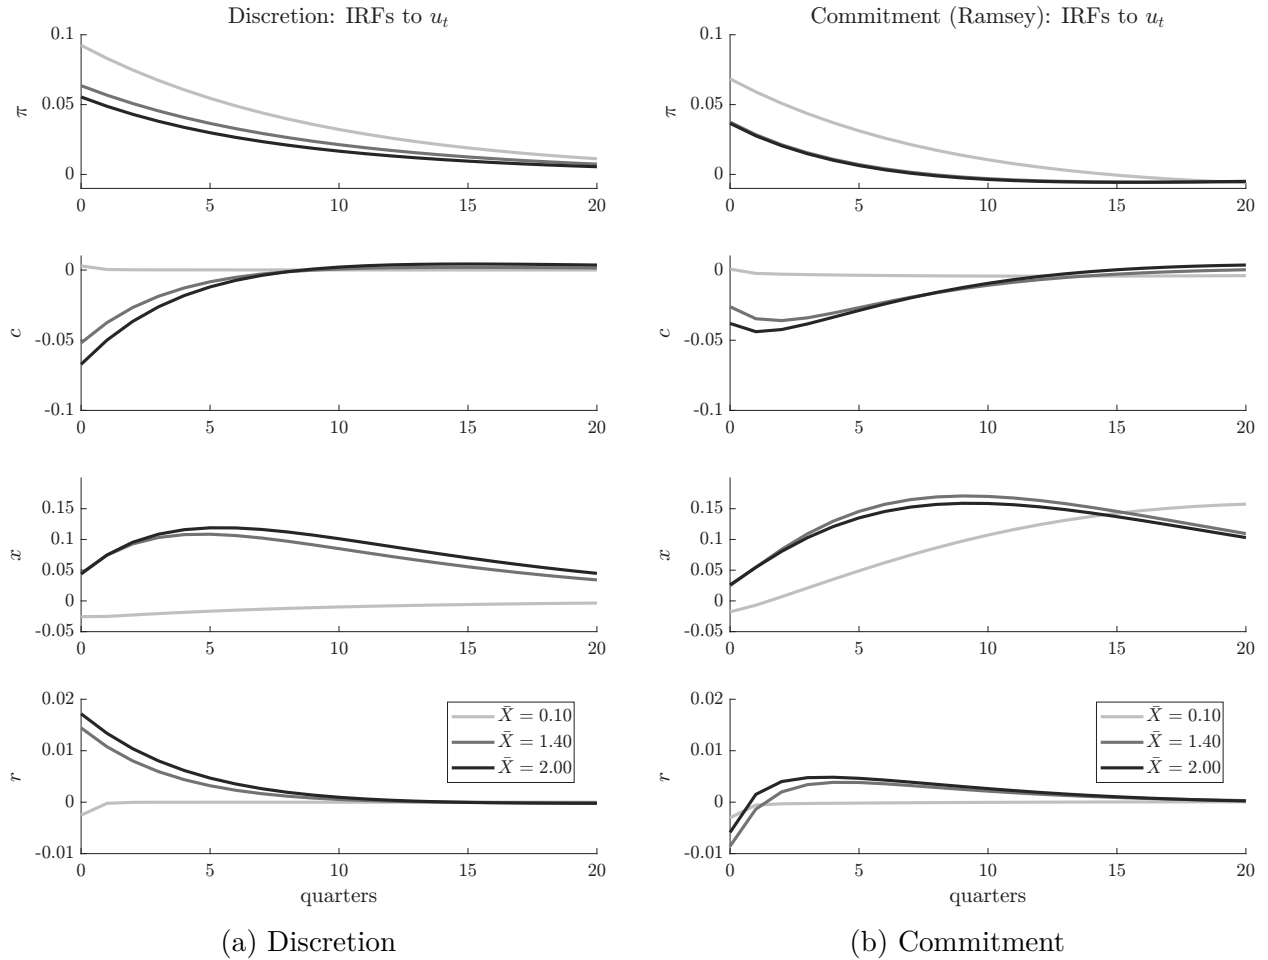 Discretion: IRFs to u_t
0.1
0.05
0
π
0 5 10 15 20
0
-0.05
-0.1
c
0 5 10 15 20
0.15
0.1
0.05
0
-0.05
x
0 5 10 15 20
0.02
0.01
0
-0.01
r
X̄ = 0.10
X̄ = 1.40
X̄ = 2.00
0 5 10 15 20
quarters
(a) Discretion
Commitment (Ramsey): IRFs to u_t
0.1
0.05
0
π
0 5 10 15 20
0
-0.05
-0.1
c
0 5 10 15 20
0.15
0.1
0.05
0
-0.05
x
0 5 10 15 20
0.02
0.01
0
-0.01
r
X̄ = 0.10
X̄ = 1.40
X̄ = 2.00
0 5 10 15 20
quarters
(b) Commitment